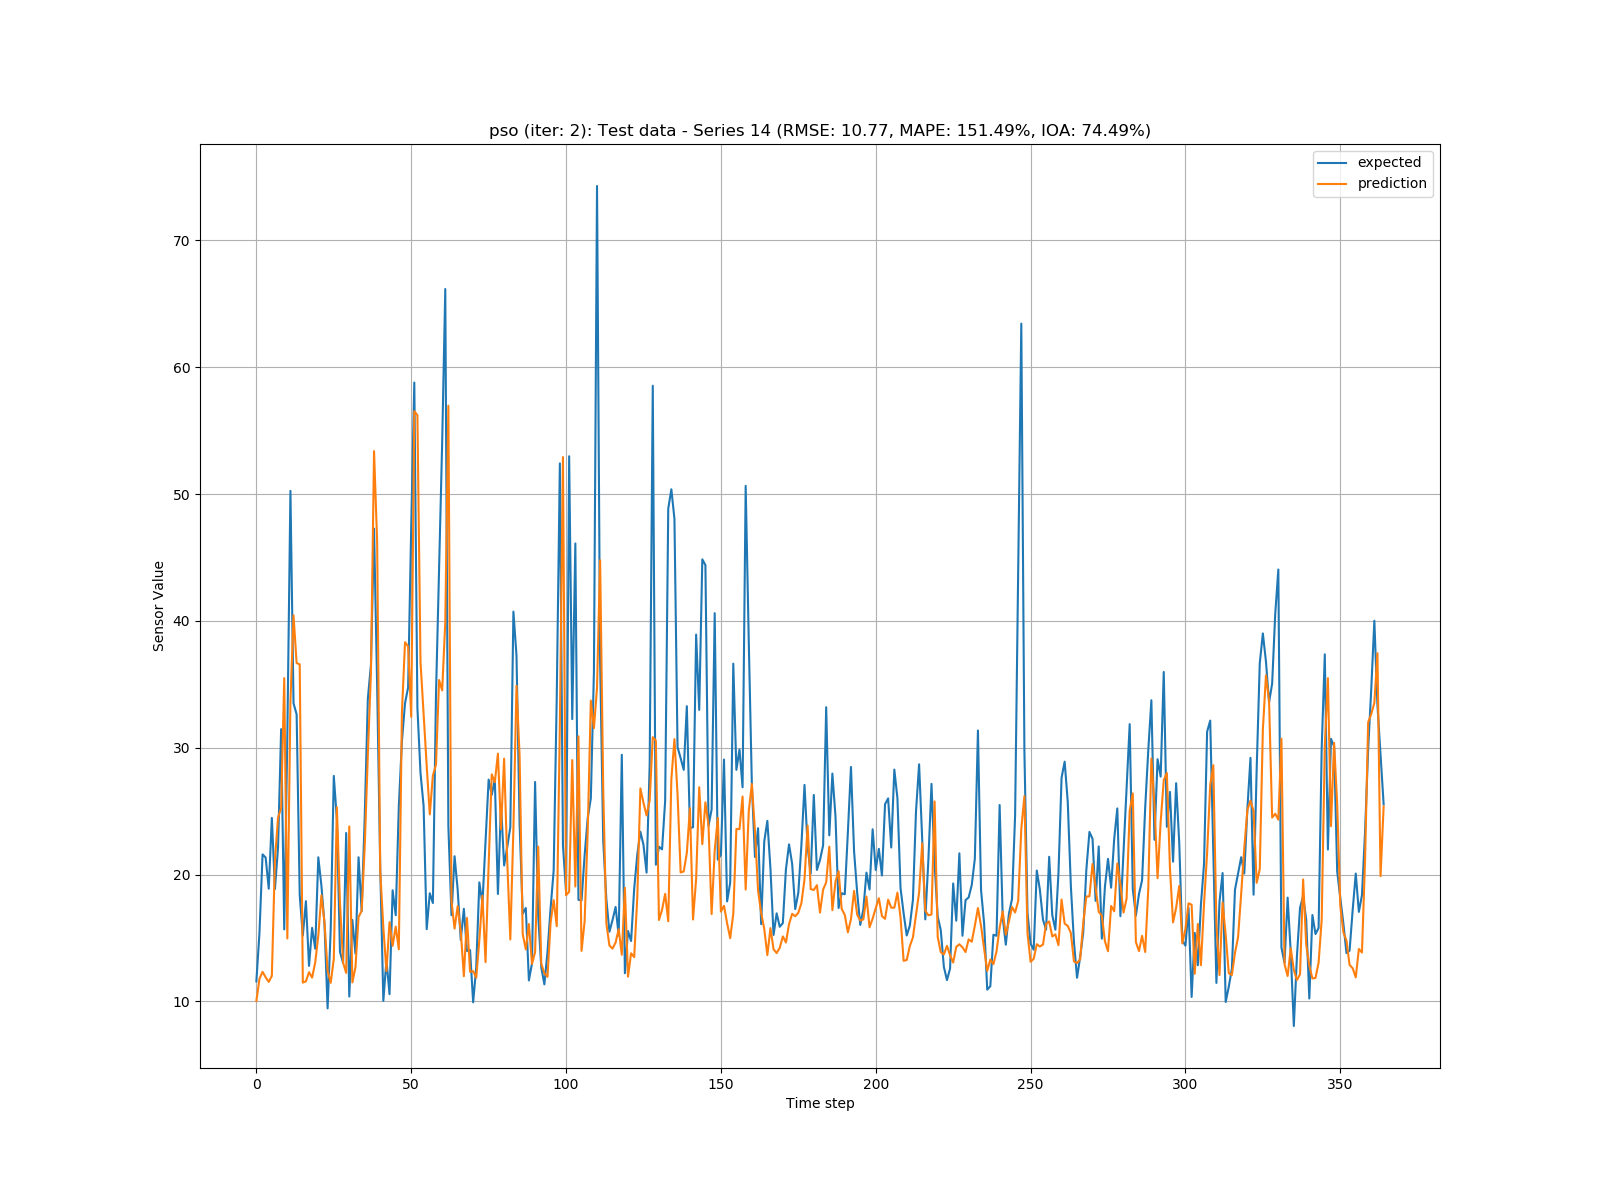 pso (iter: 2): Test data - Series 14 (RMSE: 10.77, MAPE: 151.49%, IOA: 74.49%)
expected
prediction
70
60
50
40
30
20
10
Sensor Value
0 50 100 150 200 250 300 350
Time step